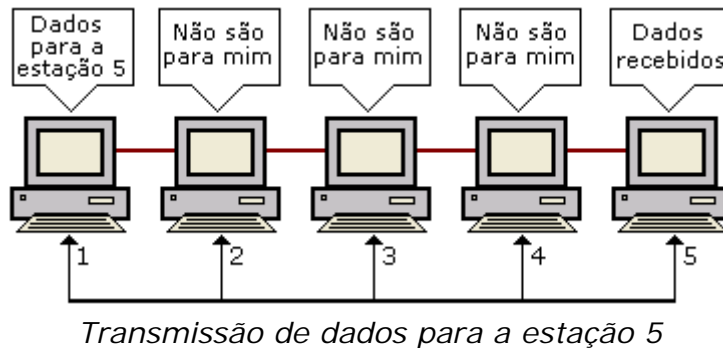 Dados
para a
estação 5
Não são
para mim
Não são
para mim
Não são
para mim
Dados
recebidos
1
2
3
4
5
Transmissão de dados para a estação 5